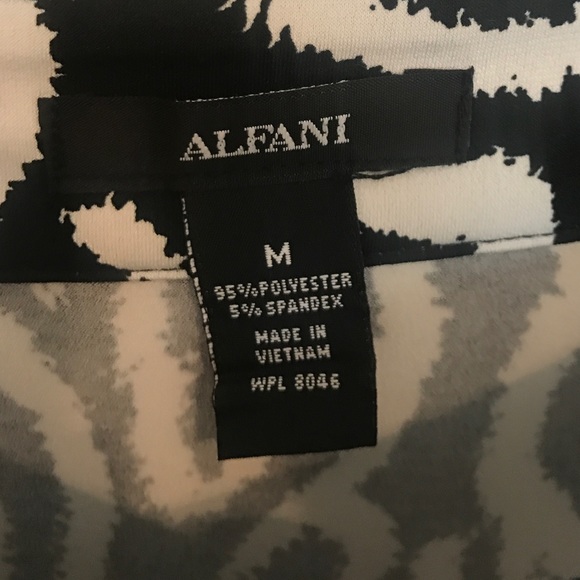 ALFANI
M
95% POLYESTER
5% SPANDEX
MADE IN
VIETNAM
WPL 8046